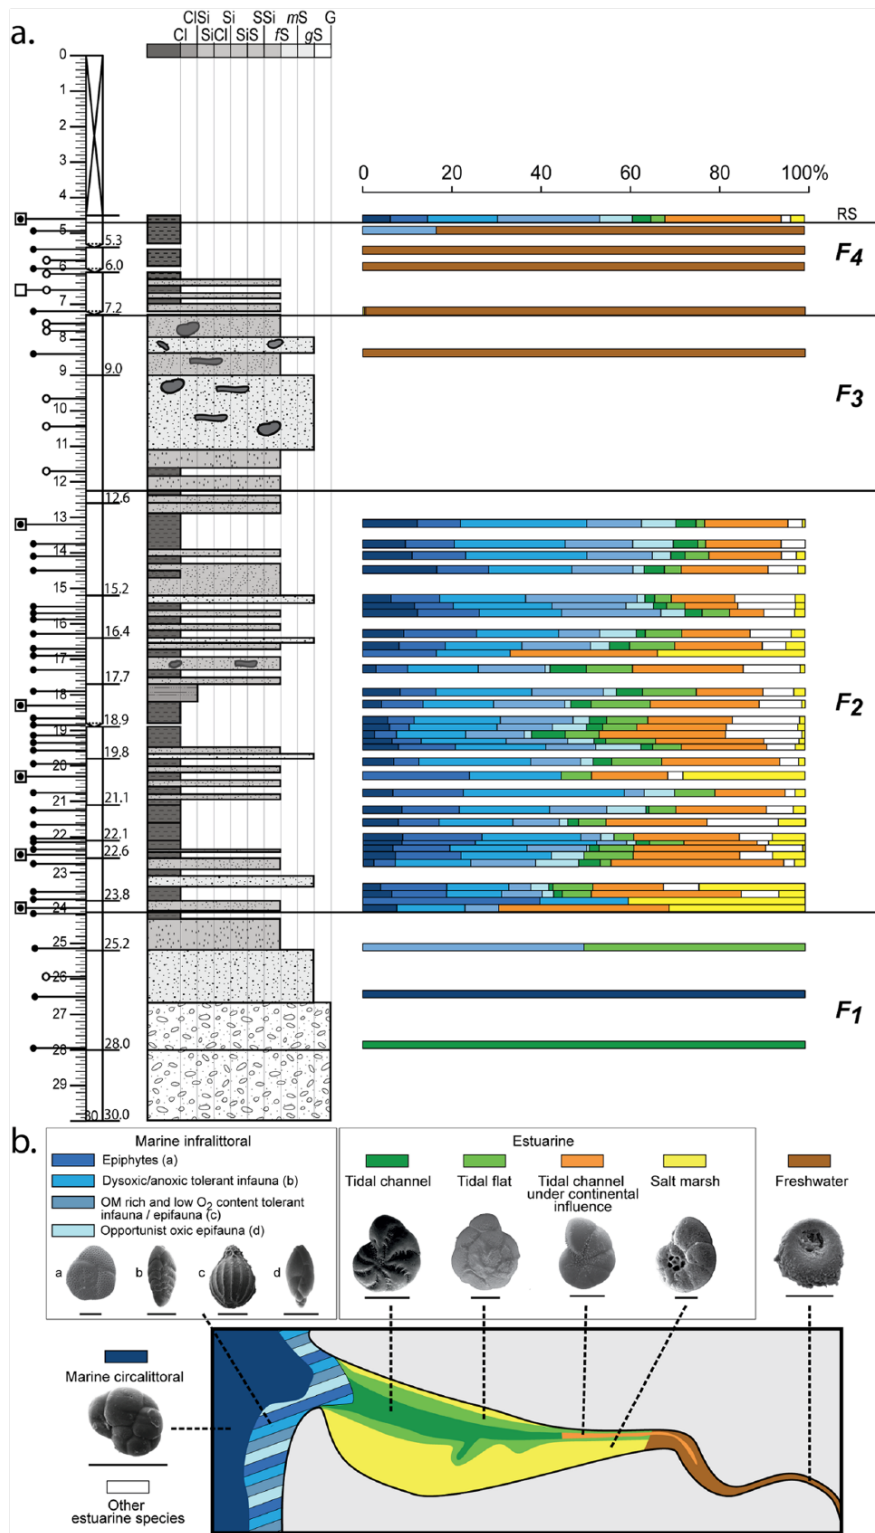 a.
ClSi Si SSi mS G
Cl SiCl SiS fS gS
0
1
2
3
4
5
6
7
8
9
10
11
12
13
14
15
16
17
18
19
20
21
22
23
24
25
26
27
28
29
30
5.3
6.0
7.2
9.0
12.6
15.2
16.4
17.7
18.9
19.8
21.1
22.1
22.6
23.8
25.2
28.0
30.0
0 20 40 60 80 100%
RS
F4
F3
F2
F1
b.
Marine infralittoral
Epiphytes (a)
Dysoxic/anoxic tolerant infauna (b)
OM rich and low O2 content tolerant
infauna / epifauna (c)
Opportunist oxic epifauna (d)
a b c d
Estuarine
Tidal channel
Tidal flat
Tidal channel
under continental
influence
Salt marsh
Freshwater
Marine circalittoral
Other
estuarine species